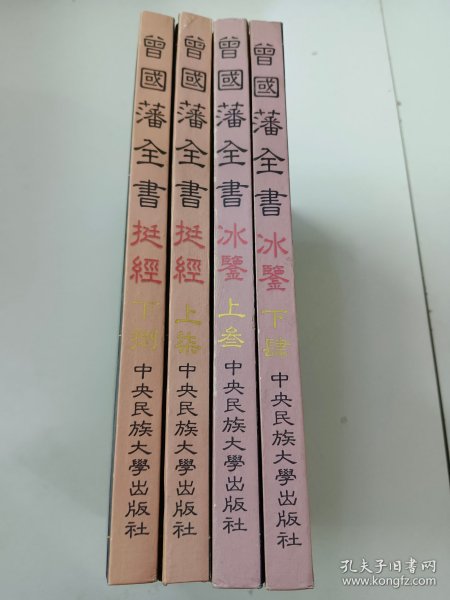 曾國藩全書 挺經 下捌 中央民族大學出版社
曾國藩全書 挺經 上柒 中央民族大學出版社
曾國藩全書 冰鑒 上叁 中央民族大學出版社
曾國藩全書 冰鑒 下肆 中央民族大學出版社
孔夫子旧书网
www.kongfz.com